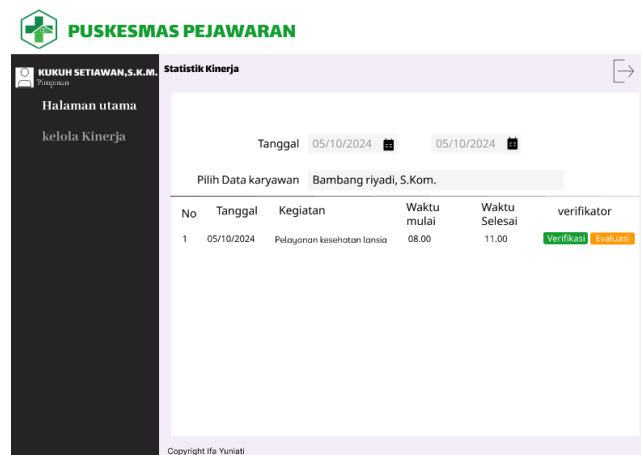 PUSKESMAS PEJAWARAN
KUKUH SETIAWAN,S.K.M.
Pimpinan
Halaman utama
kelola Kinerja
Statistik Kinerja
Tanggal 05/10/2024 05/10/2024
Pilih Data karyawan Bambang riyadi, S.Kom.
No Tanggal Kegiatan Waktu mulai Waktu Selesai verifikator
1 05/10/2024 Pelayanan kesehatan lansia 08.00 11.00 Verifikasi Evaluasi
Copyright Ifa Yuniati